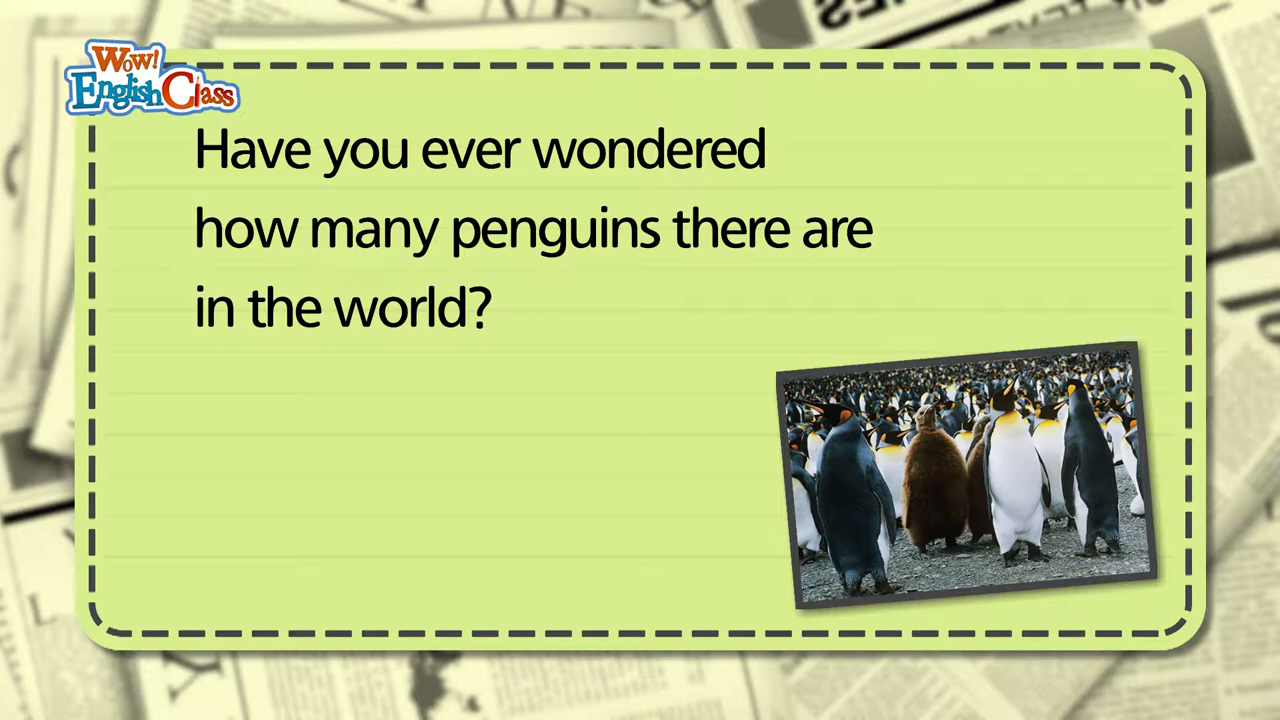 Wow!
English Class
Have you ever wondered
how many penguins there are
in the world?